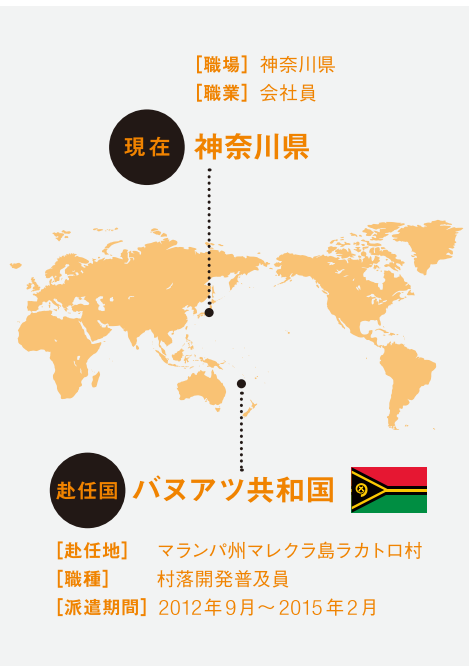 ［職場］ 神奈川県
［職業］ 会社員
現在 神奈川県
赴任国 バヌアツ共和国
［赴任地］ マランパ州マレクラ島ラカトロ村
［職種］ 村落開発普及員
［派遣期間］ 2012年9月～2015年2月